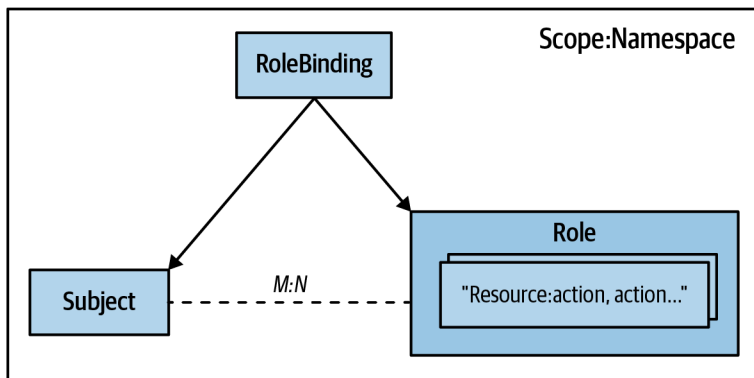 Scope:Namespace
RoleBinding
Role
"Resource:action, action..."
Subject
M:N